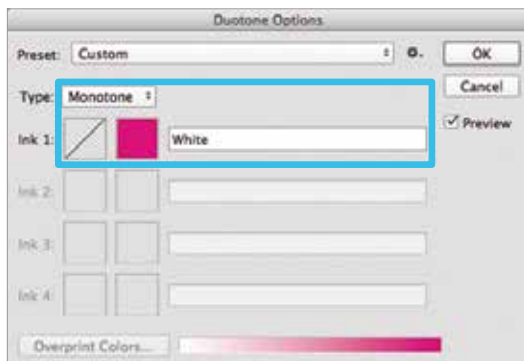 Duotone Options
Preset: Custom
OK
Type: Monotone
Cancel
Preview
Ink 1: White
Ink 2:
Ink 3:
Ink 4:
Overprint Colors...